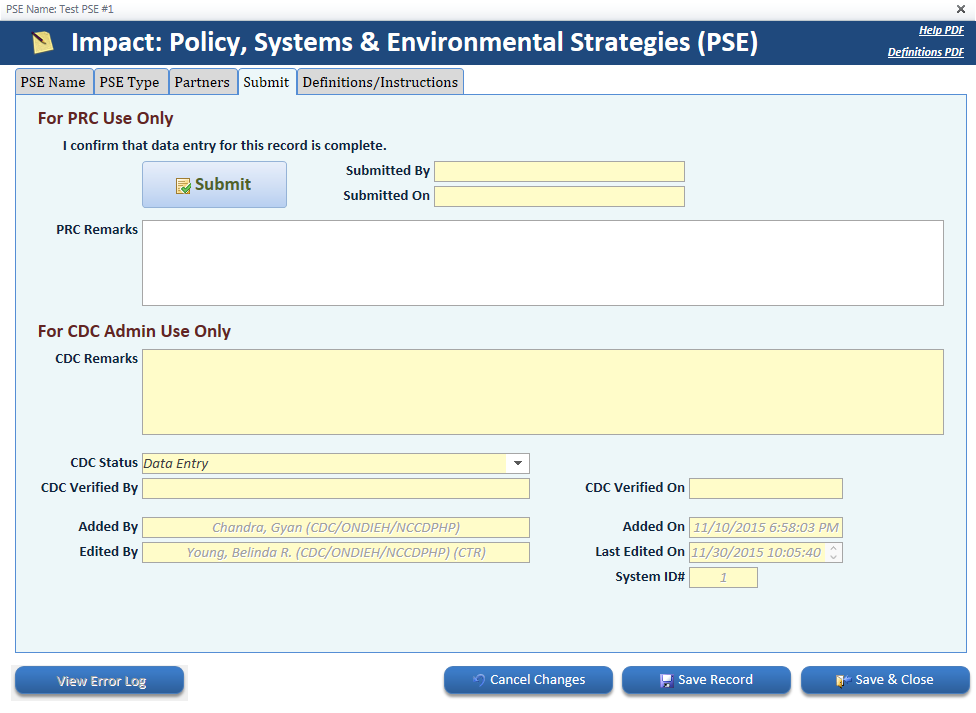 PSE Name: Test PSE #1
Impact: Policy, Systems & Environmental Strategies (PSE)
Help PDF
Definitions PDF
PSE Name PSE Type Partners Submit Definitions/Instructions
For PRC Use Only
I confirm that data entry for this record is complete.
Submit
Submitted By
Submitted On
PRC Remarks
For CDC Admin Use Only
CDC Remarks
CDC Status Data Entry
CDC Verified By CDC Verified On
Added By Chandra, Gyan (CDC/ONDIEH/NCCDPHP) Added On 11/10/2015 6:58:03 PM
Edited By Young, Belinda R. (CDC/ONDIEH/NCCDPHP) (CTR) Last Edited On 11/30/2015 10:05:40
System ID# 1
View Error Log Cancel Changes Save Record Save & Close